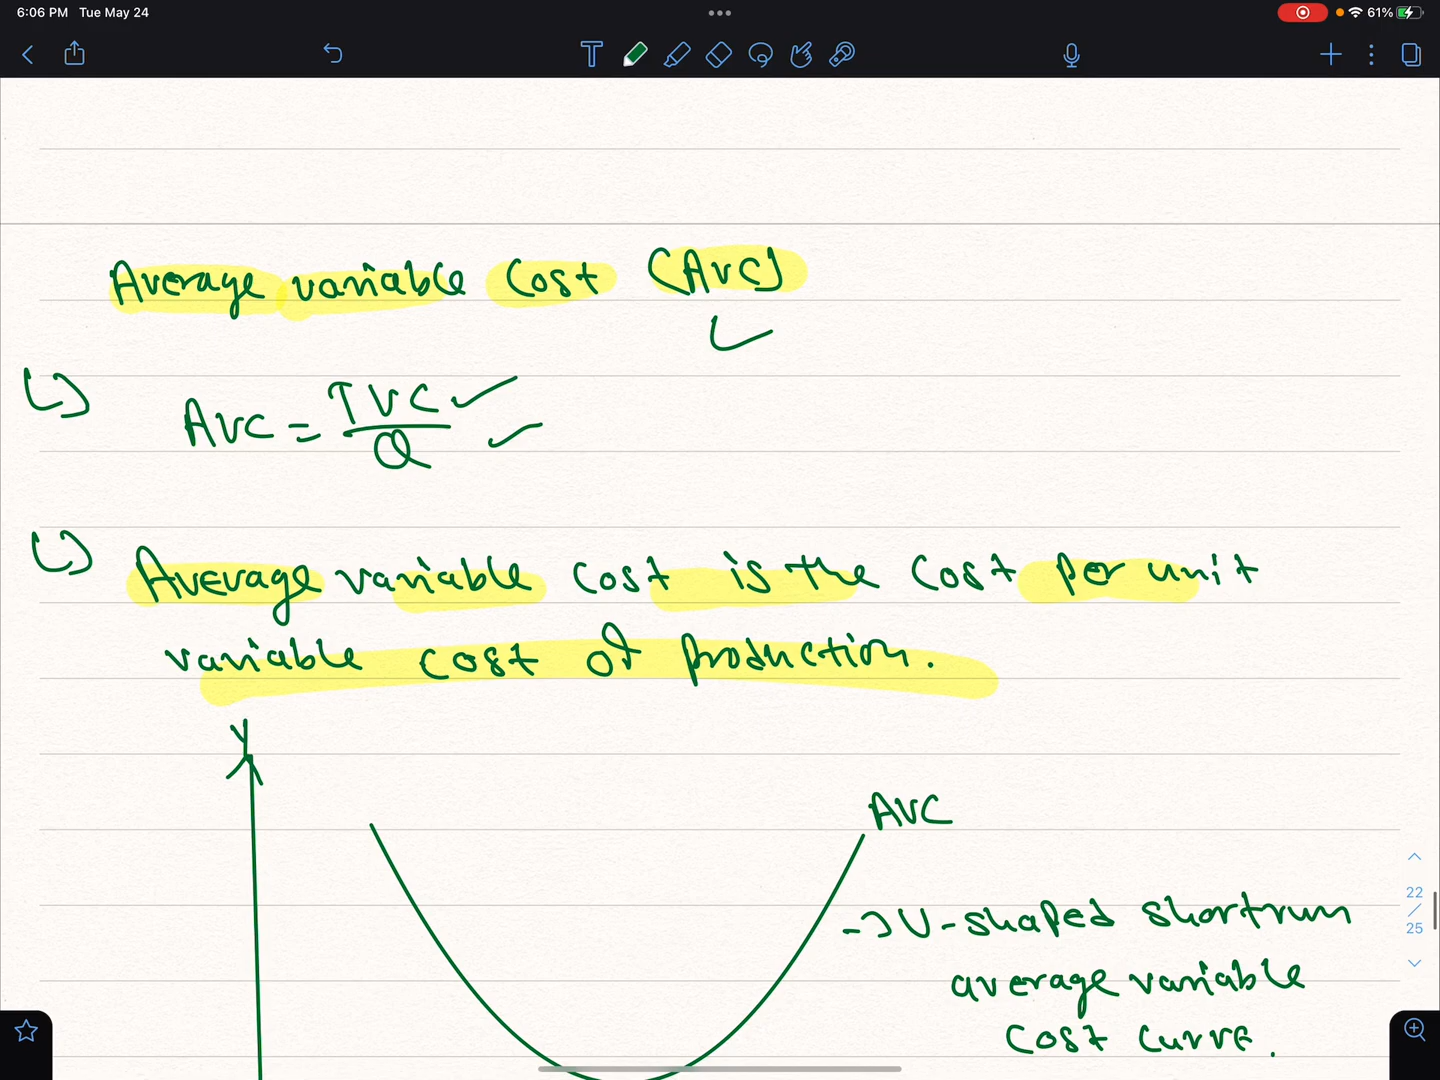 6:06 PM Tue May 24
61%
Average variable Cost (AVC)
AVC = TVC
Q
Average variable cost is the cost per unit
variable cost of production.
Y
AVC
→ U-shaped shortrun
average variable
cost curve.
22
/
25